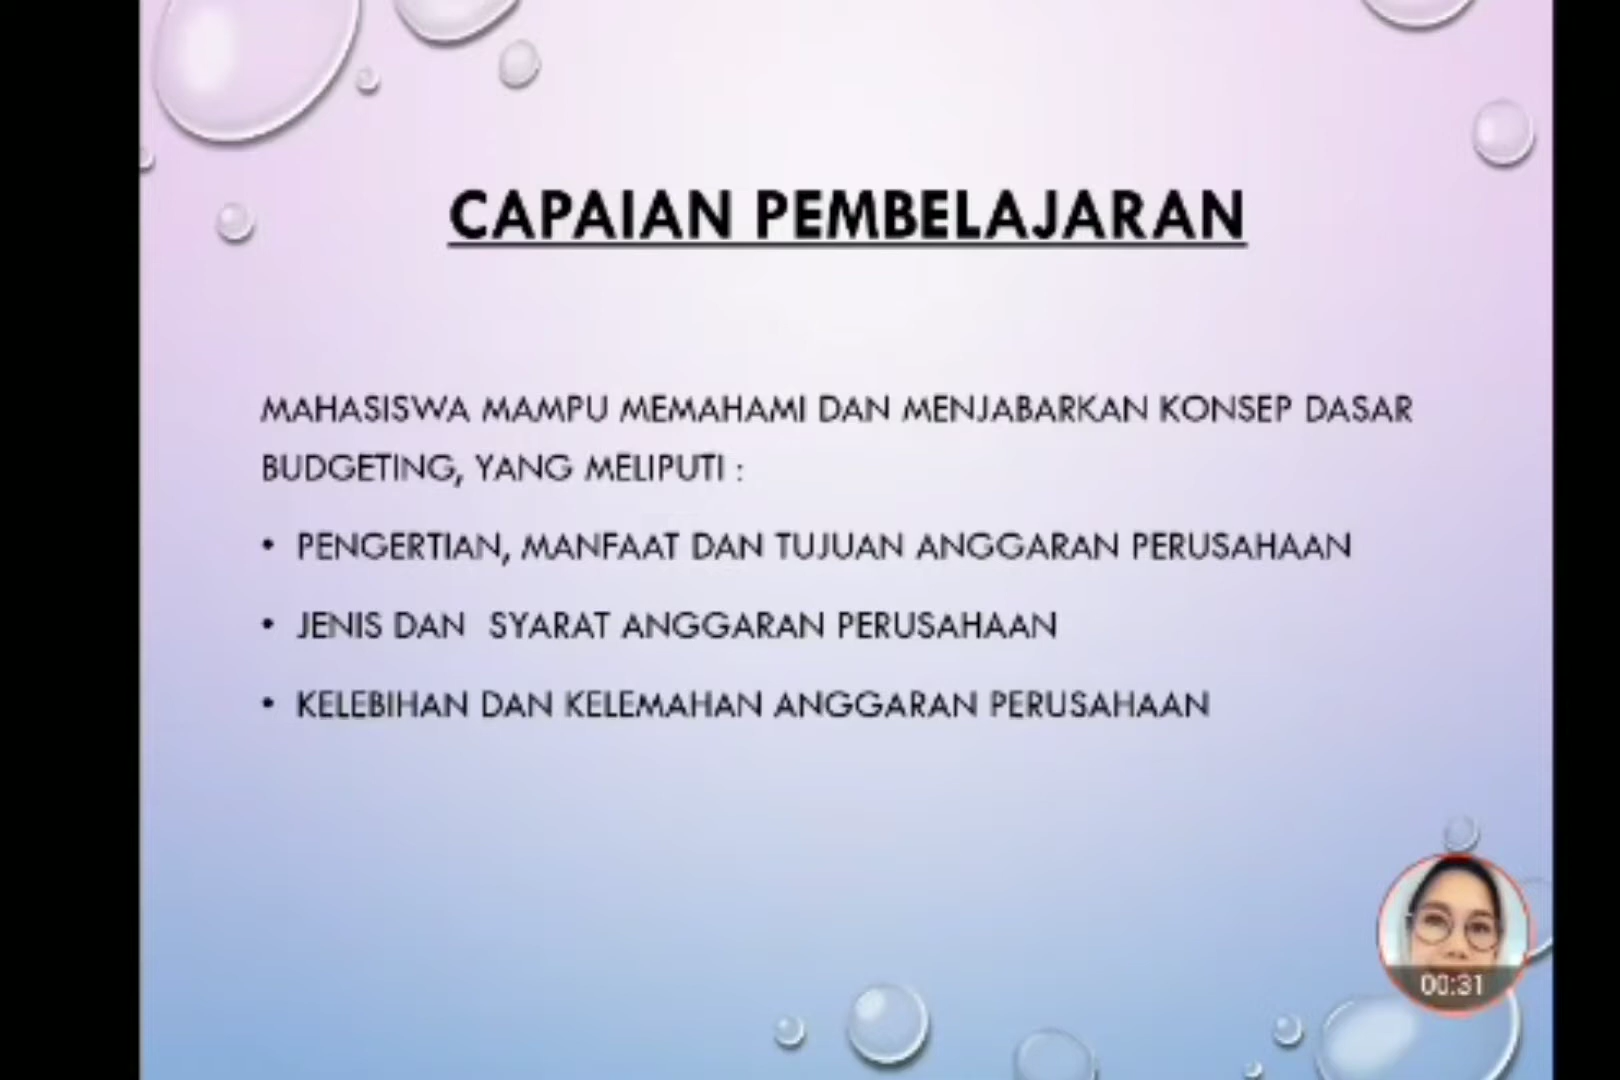 CAPAIAN PEMBELAJARAN
MAHASISWA MAMPU MEMAHAMI DAN MENJABARKAN KONSEP DASAR
BUDGETING, YANG MELIPUTI :
• PENGERTIAN, MANFAAT DAN TUJUAN ANGGARAN PERUSAHAAN
• JENIS DAN SYARAT ANGGARAN PERUSAHAAN
• KELEBIHAN DAN KELEMAHAN ANGGARAN PERUSAHAAN
00:31